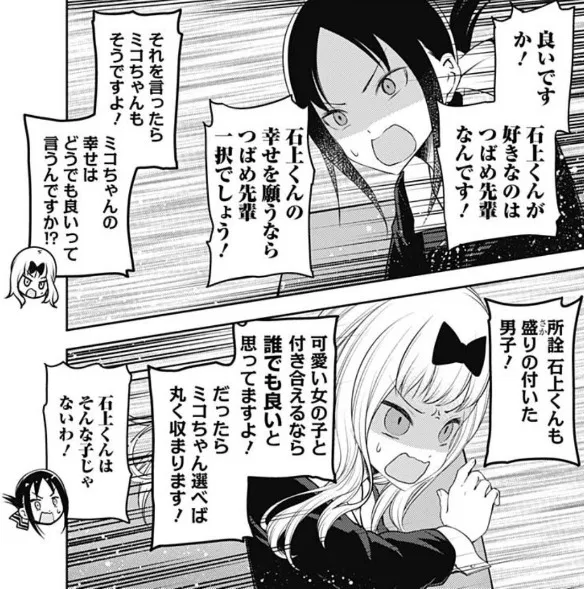 良いです
か!
石上くんが
好きなのは
つばめ先輩
なんです!
石上くんの
幸せを願うなら
つばめ先輩
一択でしょう!
それを言ったら
ミコちゃんも
そうですよ!
ミコちゃんの
幸せは
どうでも良いって
言うんですか!?
所詮 石上くんも
盛りの付いた
さか
男子!
可愛い女の子と
付き合えるなら
誰でも良いと
思ってますよ!
だったら
ミコちゃん選べば
丸く収まります!
石上くんは
そんな子じゃ
ないわ!